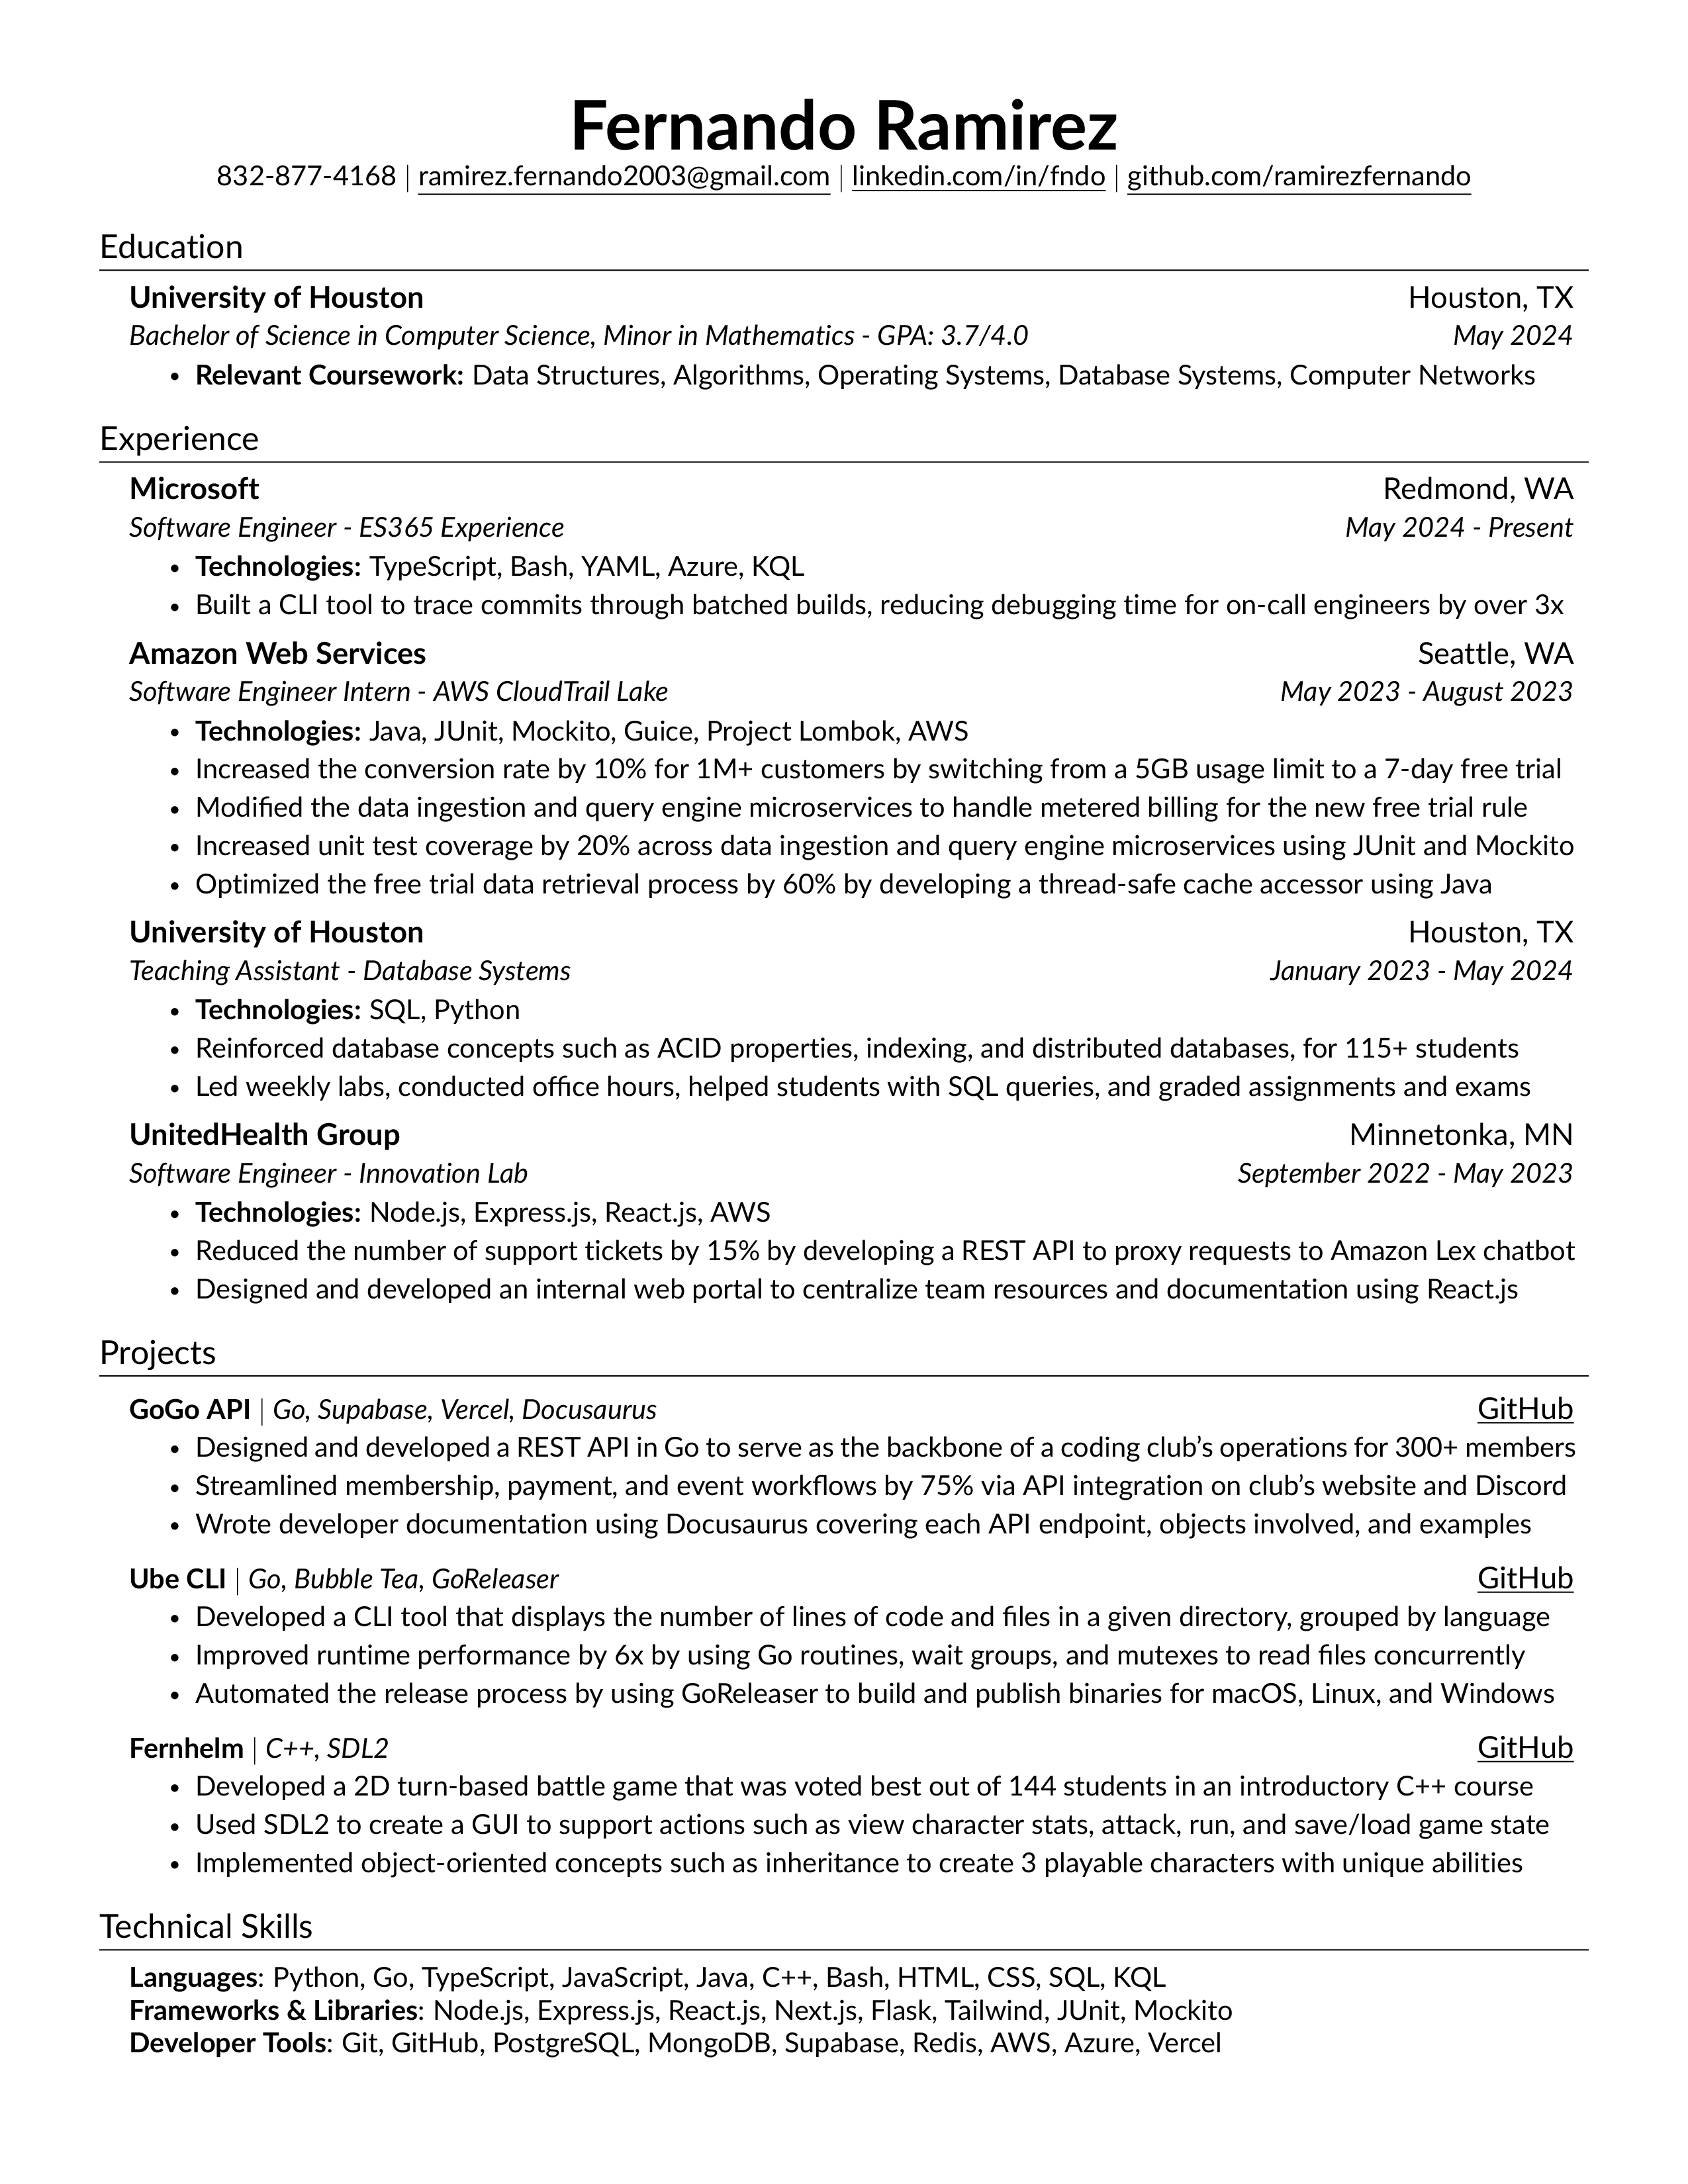 Fernando Ramirez
832-877-4168 | ramirez.fernando2003@gmail.com | linkedin.com/in/fndo | github.com/ramirezfernando
Education
University of Houston Houston, TX
Bachelor of Science in Computer Science, Minor in Mathematics - GPA: 3.7/4.0 May 2024
• Relevant Coursework: Data Structures, Algorithms, Operating Systems, Database Systems, Computer Networks
Experience
Microsoft Redmond, WA
Software Engineer - ES365 Experience May 2024 - Present
• Technologies: TypeScript, Bash, YAML, Azure, KQL
• Built a CLI tool to trace commits through batched builds, reducing debugging time for on-call engineers by over 3x
Amazon Web Services Seattle, WA
Software Engineer Intern - AWS CloudTrail Lake May 2023 - August 2023
• Technologies: Java, JUnit, Mockito, Guice, Project Lombok, AWS
• Increased the conversion rate by 10% for 1M+ customers by switching from a 5GB usage limit to a 7-day free trial
• Modified the data ingestion and query engine microservices to handle metered billing for the new free trial rule
• Increased unit test coverage by 20% across data ingestion and query engine microservices using JUnit and Mockito
• Optimized the free trial data retrieval process by 60% by developing a thread-safe cache accessor using Java
University of Houston Houston, TX
Teaching Assistant - Database Systems January 2023 - May 2024
• Technologies: SQL, Python
• Reinforced database concepts such as ACID properties, indexing, and distributed databases, for 115+ students
• Led weekly labs, conducted office hours, helped students with SQL queries, and graded assignments and exams
UnitedHealth Group Minnetonka, MN
Software Engineer - Innovation Lab September 2022 - May 2023
• Technologies: Node.js, Express.js, React.js, AWS
• Reduced the number of support tickets by 15% by developing a REST API to proxy requests to Amazon Lex chatbot
• Designed and developed an internal web portal to centralize team resources and documentation using React.js
Projects
GoGo API | Go, Supabase, Vercel, Docusaurus GitHub
• Designed and developed a REST API in Go to serve as the backbone of a coding club’s operations for 300+ members
• Streamlined membership, payment, and event workflows by 75% via API integration on club’s website and Discord
• Wrote developer documentation using Docusaurus covering each API endpoint, objects involved, and examples
Ube CLI | Go, Bubble Tea, GoReleaser GitHub
• Developed a CLI tool that displays the number of lines of code and files in a given directory, grouped by language
• Improved runtime performance by 6x by using Go routines, wait groups, and mutexes to read files concurrently
• Automated the release process by using GoReleaser to build and publish binaries for macOS, Linux, and Windows
Fernhelm | C++, SDL2 GitHub
• Developed a 2D turn-based battle game that was voted best out of 144 students in an introductory C++ course
• Used SDL2 to create a GUI to support actions such as view character stats, attack, run, and save/load game state
• Implemented object-oriented concepts such as inheritance to create 3 playable characters with unique abilities
Technical Skills
Languages: Python, Go, TypeScript, JavaScript, Java, C++, Bash, HTML, CSS, SQL, KQL
Frameworks & Libraries: Node.js, Express.js, React.js, Next.js, Flask, Tailwind, JUnit, Mockito
Developer Tools: Git, GitHub, PostgreSQL, MongoDB, Supabase, Redis, AWS, Azure, Vercel